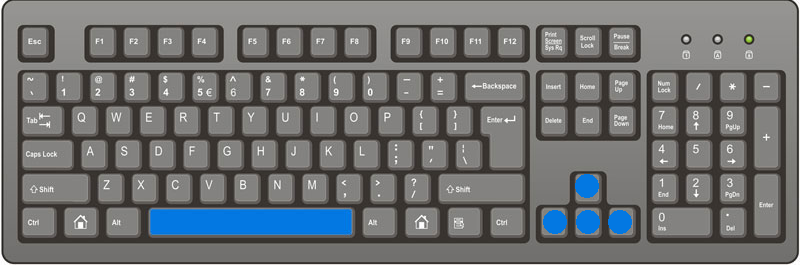 Esc F1 F2 F3 F4 F5 F6 F7 F8 F9 F10 F11 F12 Print Screen Sys Rq Scroll Lock Pause Break
1 A
~ ` ! 1 @ 2 # 3 $ 4 % 5 € ^ 6 & 7 * 8 ( 9 ) 0 — - + = ←Backspace Insert Home Page Up Num Lock / * −
Tab Q W E R T Y U I O P { [ } ] Enter Delete End Page Down 7 Home 8 ↑ 9 PgUp +
Caps Lock A S D F G H J K L : ; " , | \ 4 ← 5 6 →
⇧Shift Z X C V B N M < , > . ? / ⇧Shift 1 End 2 ↓ 3 PgDn Enter
Ctrl Alt Alt Ctrl 0 Ins . Del